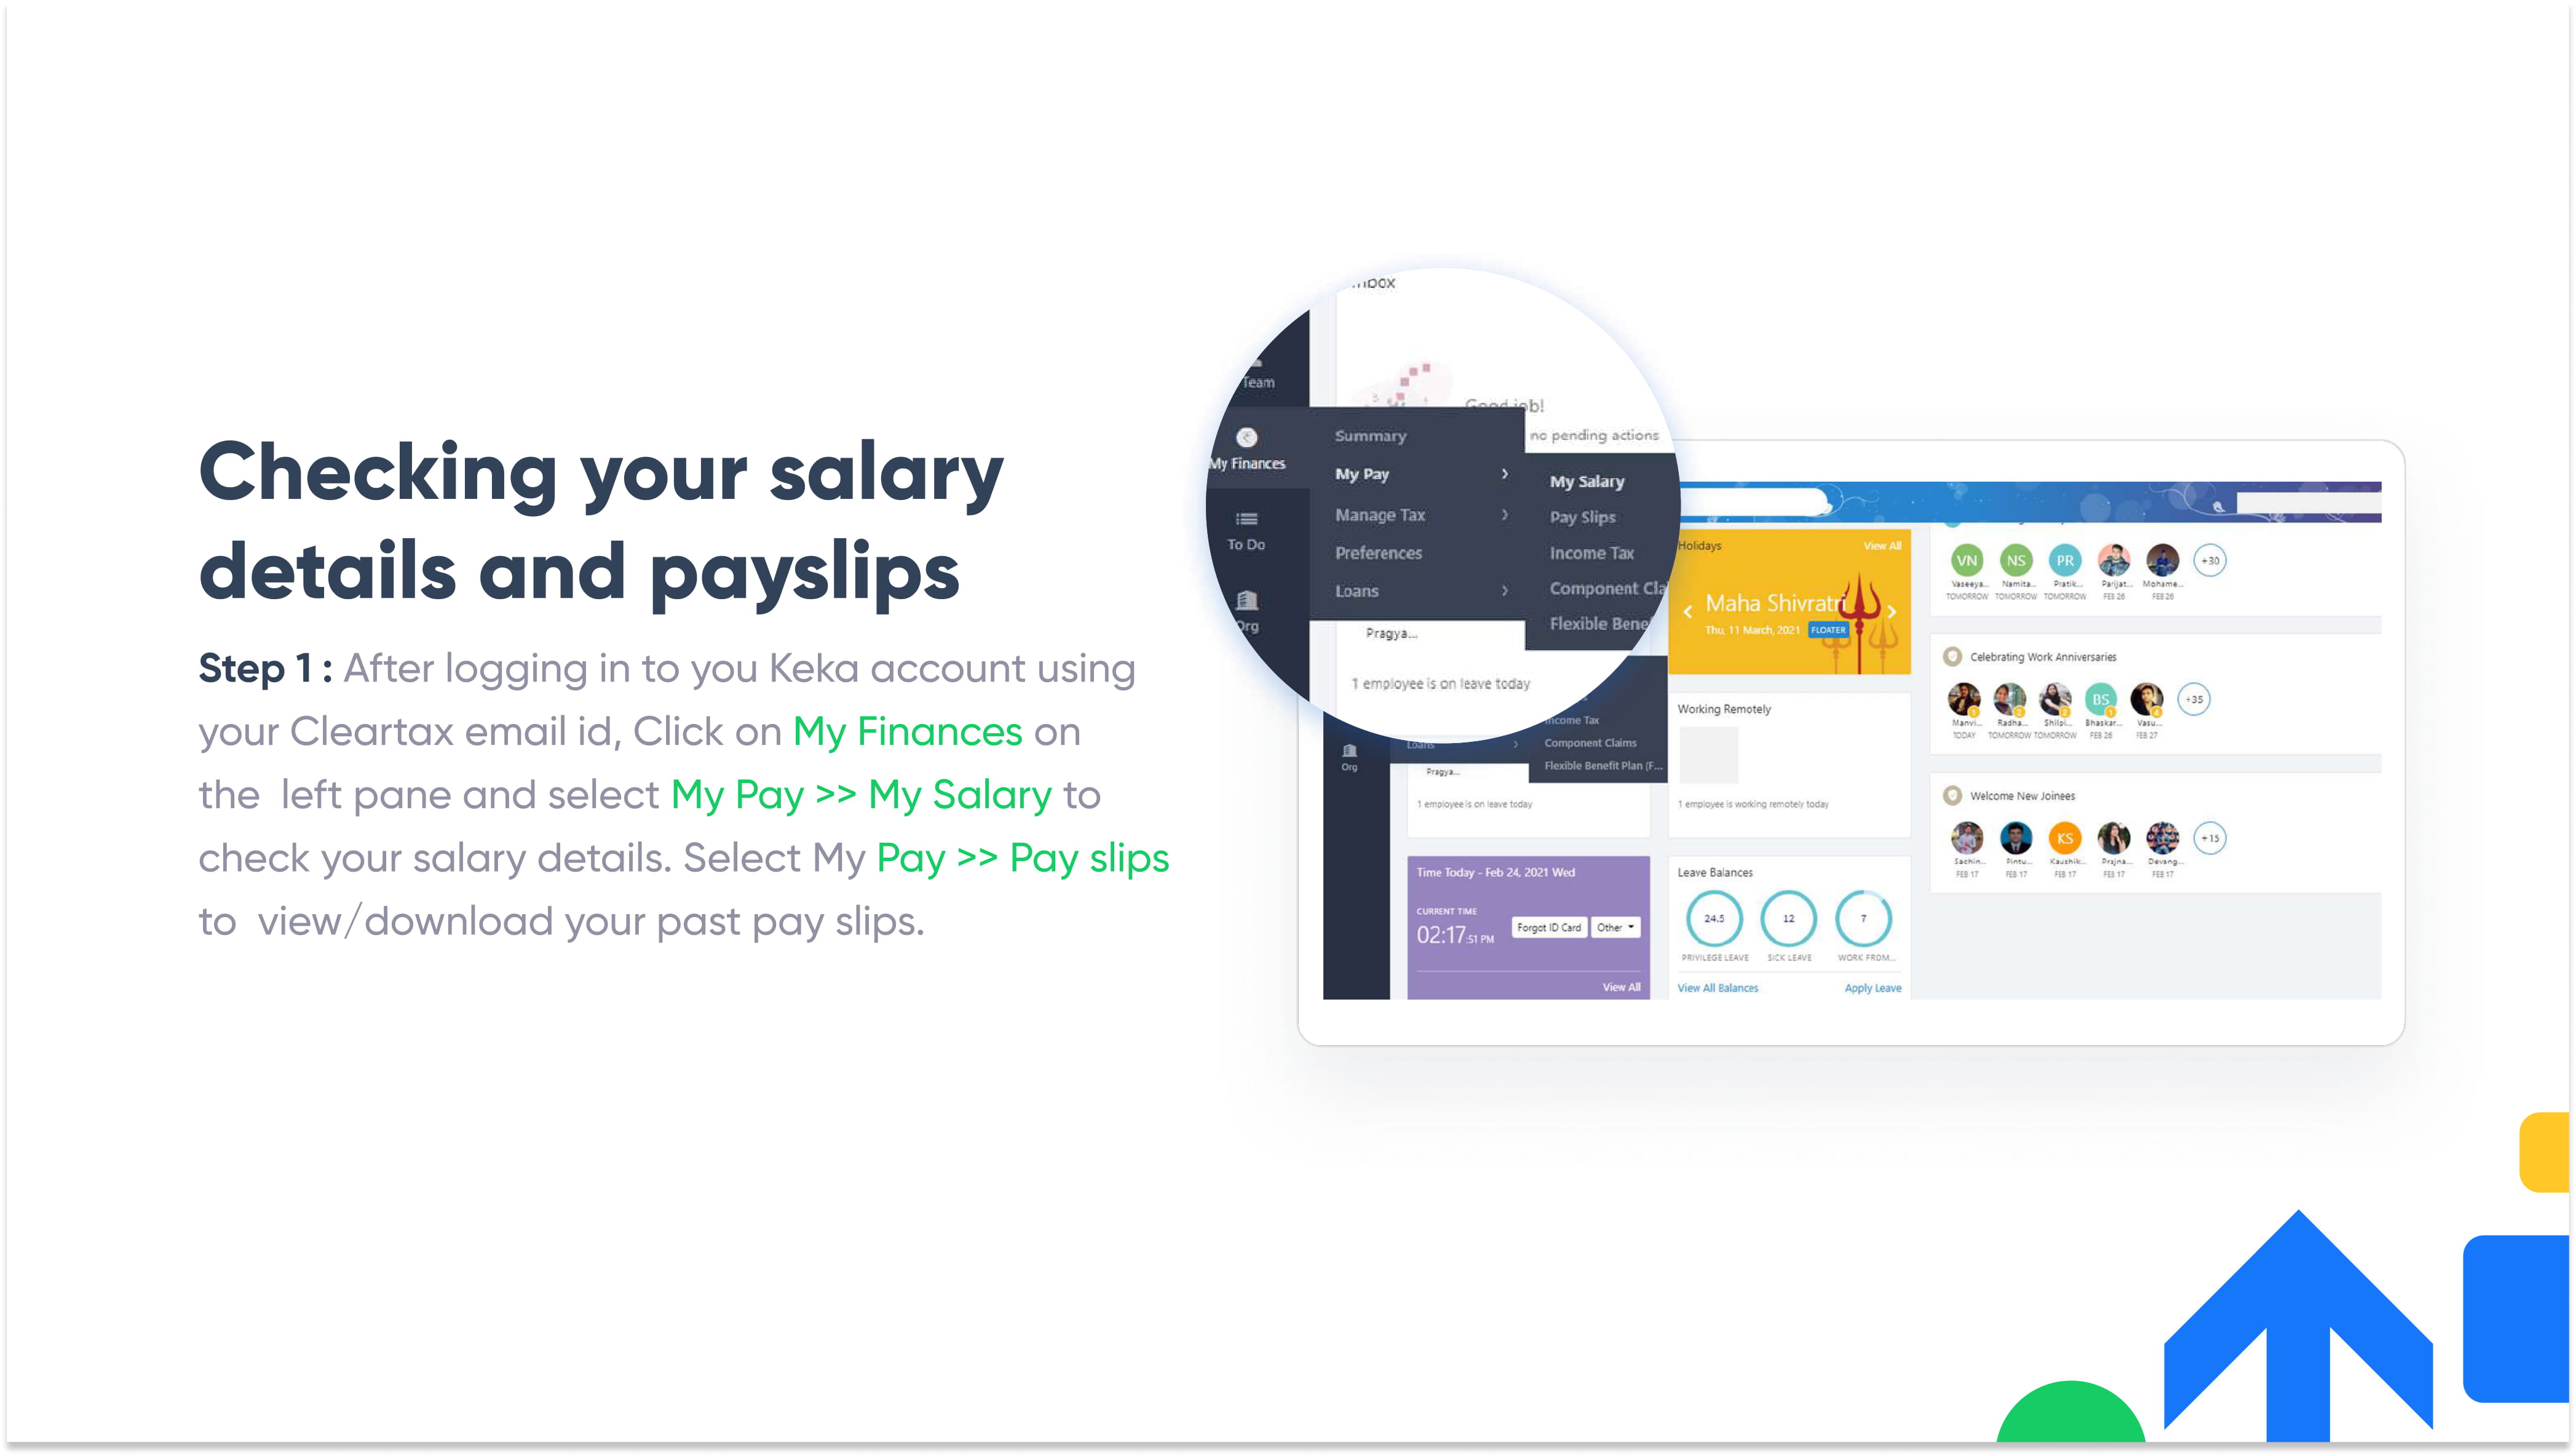 Checking your salary
details and payslips
Step 1 : After logging in to you Keka account using
your Cleartax email id, Click on My Finances on
the left pane and select My Pay >> My Salary to
check your salary details. Select My Pay >> Pay slips
to view/download your past pay slips.
Team
My Finances
To Do
Org
Good job!
no pending actions
Summary
My Pay
Manage Tax
Preferences
Loans
My Salary
Pay Slips
Income Tax
Component Cla
Flexible Bene
Pragya...
1 employee is on leave today
Org
Loans
Income Tax
Component Claims
Flexible Benefit Plan (F...
Pragya...
1 employee is on leave today
Time Today - Feb 24, 2021 Wed
CURRENT TIME
02:17:51 PM
Forgot ID Card
Other
View All
Holidays
View All
Maha Shivratri
Thu, 11 March, 2021
FLOATER
Working Remotely
1 employee is working remotely today
Leave Balances
24.5
12
7
PRIVILEGE LEAVE
SICK LEAVE
WORK FROM...
View All Balances
Apply Leave
VN NS PR +30
Vaseeya... Namita... Pratik... Parijat... Mohame...
TOMORROW TOMORROW TOMORROW FEB 26 FEB 26
Celebrating Work Anniversaries
BS +35
Manvi... Radha... Shilpi... Bhaskar... Vasu...
TODAY TOMORROW TOMORROW FEB 26 FEB 27
Welcome New Joinees
KS +15
Sachin... Pintu... Kaushik... Prajna... Devang...
FEB 17 FEB 17 FEB 17 FEB 17 FEB 17